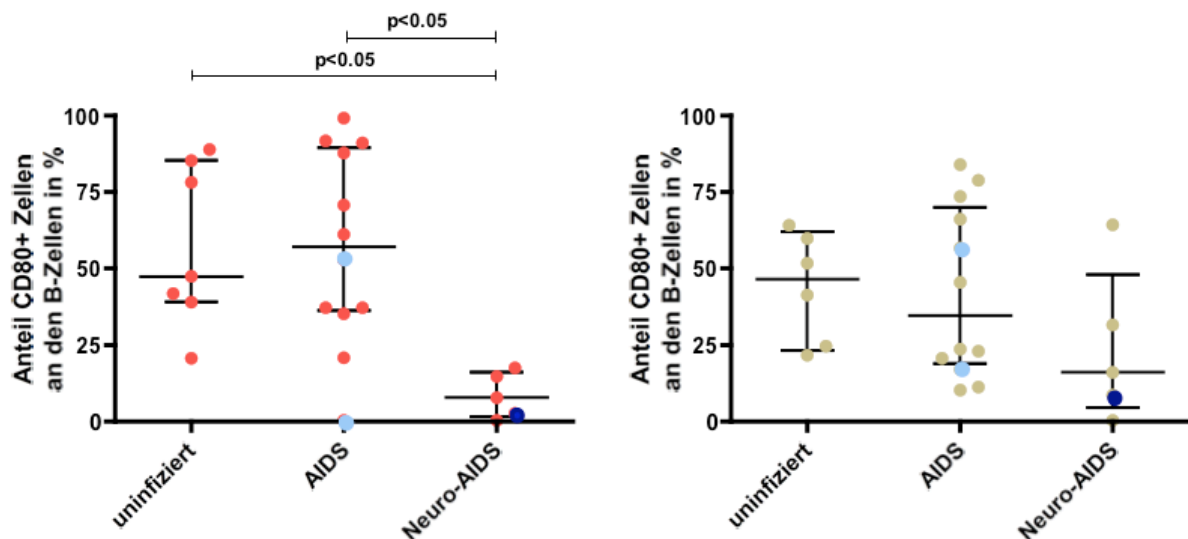 p<0.05
p<0.05
Anteil CD80+ Zellen
an den B-Zellen in %
100
75
50
25
0
uninfiziert
AIDS
Neuro-AIDS
Anteil CD80+ Zellen
an den B-Zellen in %
100
75
50
25
0
uninfiziert
AIDS
Neuro-AIDS